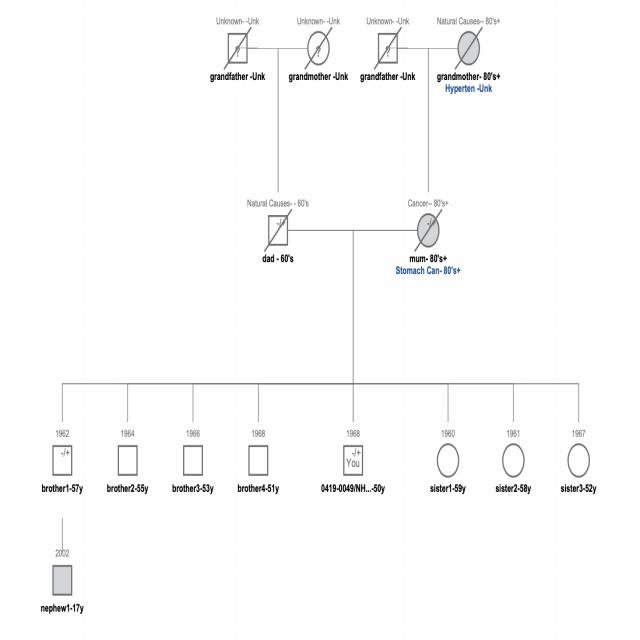 Unknown- -Unk Unknown- -Unk Unknown- -Unk Natural Causes-- 80's+
? ? ?
grandfather -Unk grandmother -Unk grandfather -Unk grandmother- 80's+
Hyperten -Unk
Natural Causes- - 60's Cancer-- 80's+
-/+ -/+
dad - 60's mum- 80's+
Stomach Can- 80's+
1962 1964 1966 1968 1968 1960 1961 1967
-/+ -/+
You
brother1-57y brother2-55y brother3-53y brother4-51y 0419-0049/NH...-50y sister1-59y sister2-58y sister3-52y
2002
nephew1-17y